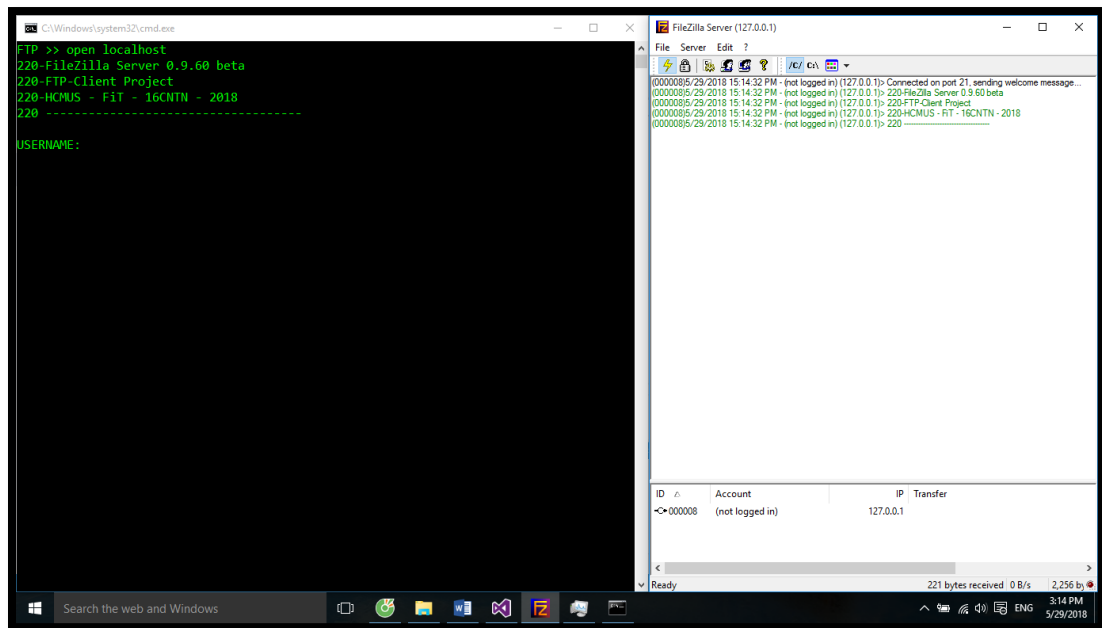 C:\Windows\system32\cmd.exe
FTP >> open localhost
220-FileZilla Server 0.9.60 beta
220-FTP-Client Project
220-HCMUS - FiT - 16CNTN - 2018
220 ------------------------------------
USERNAME:
FileZilla Server (127.0.0.1)
File Server Edit ?
/C/ C:\
(000008)5/29/2018 15:14:32 PM - (not logged in) (127.0.0.1)> Connected on port 21, sending welcome message...
(000008)5/29/2018 15:14:32 PM - (not logged in) (127.0.0.1)> 220-FileZilla Server 0.9.60 beta
(000008)5/29/2018 15:14:32 PM - (not logged in) (127.0.0.1)> 220-FTP-Client Project
(000008)5/29/2018 15:14:32 PM - (not logged in) (127.0.0.1)> 220-HCMUS - FiT - 16CNTN - 2018
(000008)5/29/2018 15:14:32 PM - (not logged in) (127.0.0.1)> 220 ------------------------------------
ID Account IP Transfer
000008 (not logged in) 127.0.0.1
Ready 221 bytes received 0 B/s 2,256 by
Search the web and Windows
ENG
3:14 PM
5/29/2018